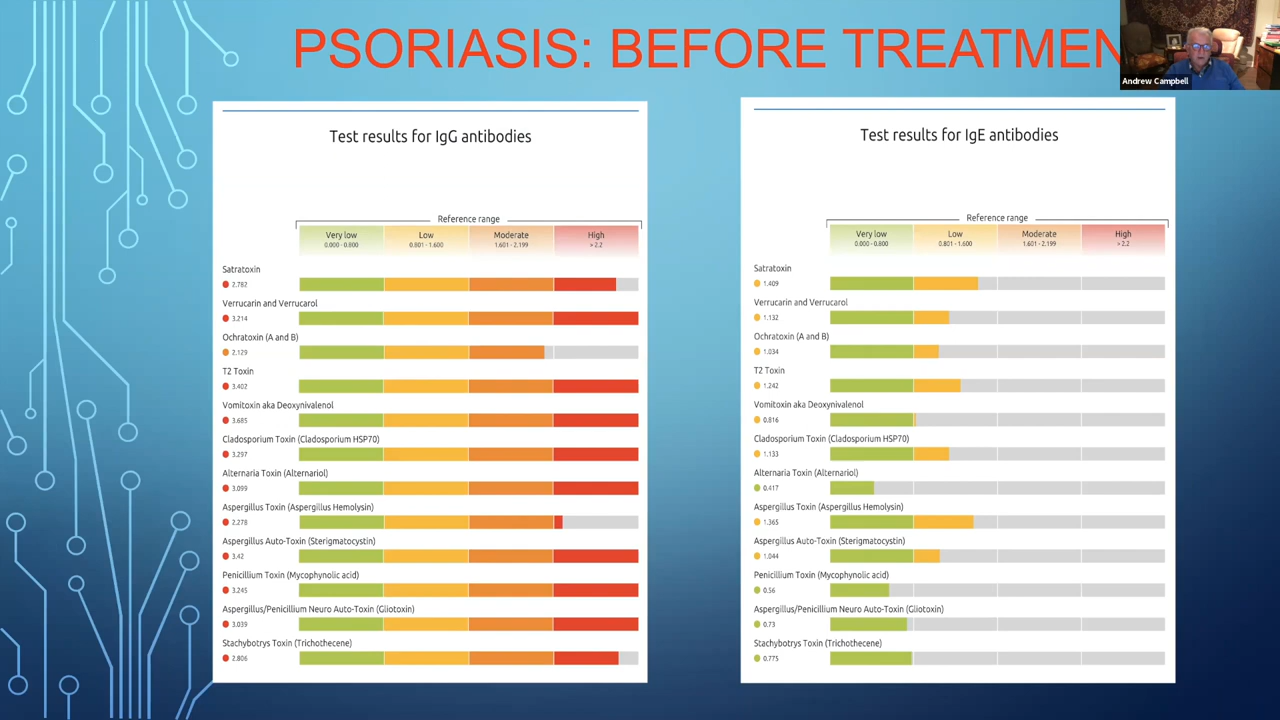 PSORIASIS: BEFORE TREATMEN
Andrew Campbell
Test results for IgG antibodies
Reference range
Very low Low Moderate High
0.000 - 0.800 0.801 - 1.600 1.601 - 2.199 > 2.2
Satratoxin
2.782
Verrucarin and Verrucarol
3.214
Ochratoxin (A and B)
2.129
T2 Toxin
3.402
Vomitoxin aka Deoxynivalenol
3.685
Cladosporium Toxin (Cladosporium HSP70)
3.297
Alternaria Toxin (Alternariol)
3.099
Aspergillus Toxin (Aspergillus Hemolysin)
2.278
Aspergillus Auto-Toxin (Sterigmatocystin)
3.42
Penicillium Toxin (Mycophynolic acid)
3.245
Aspergillus/Penicillium Neuro Auto-Toxin (Gliotoxin)
3.039
Stachybotrys Toxin (Trichothecene)
2.806
Test results for IgE antibodies
Reference range
Very low Low Moderate High
0.000 - 0.800 0.801 - 1.600 1.601 - 2.199 > 2.2
Satratoxin
1.409
Verrucarin and Verrucarol
1.132
Ochratoxin (A and B)
1.034
T2 Toxin
1.242
Vomitoxin aka Deoxynivalenol
0.816
Cladosporium Toxin (Cladosporium HSP70)
1.133
Alternaria Toxin (Alternariol)
0.417
Aspergillus Toxin (Aspergillus Hemolysin)
1.365
Aspergillus Auto-Toxin (Sterigmatocystin)
1.044
Penicillium Toxin (Mycophynolic acid)
0.56
Aspergillus/Penicillium Neuro Auto-Toxin (Gliotoxin)
0.73
Stachybotrys Toxin (Trichothecene)
0.775